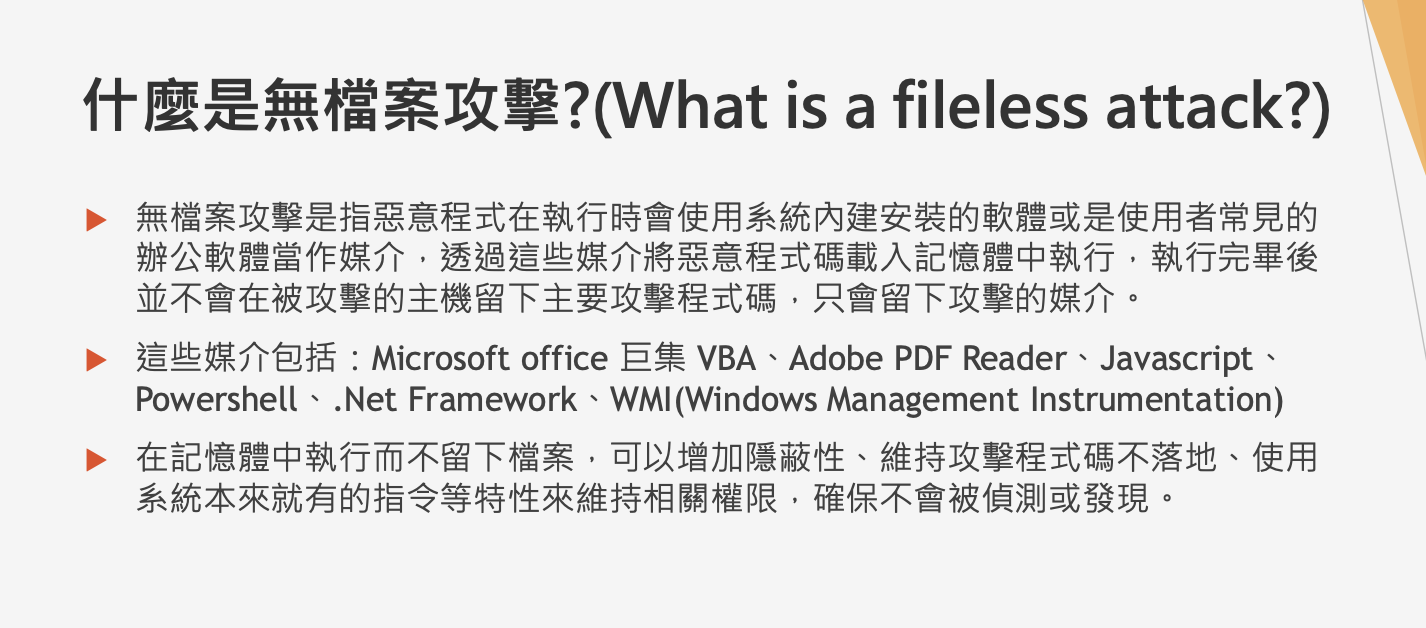 什麼是無檔案攻擊?(What is a fileless attack?)
無檔案攻擊是指惡意程式在執行時會使用系統內建安裝的軟體或是使用者常見的
辦公軟體當作媒介，透過這些媒介將惡意程式碼載入記憶體中執行，執行完畢後
並不會在被攻擊的主機留下主要攻擊程式碼，只會留下攻擊的媒介。
這些媒介包括：Microsoft office 巨集 VBA、Adobe PDF Reader、Javascript、
Powershell、.Net Framework、WMI(Windows Management Instrumentation)
在記憶體中執行而不留下檔案，可以增加隱蔽性、維持攻擊程式碼不落地、使用
系統本來就有的指令等特性來維持相關權限，確保不會被偵測或發現。